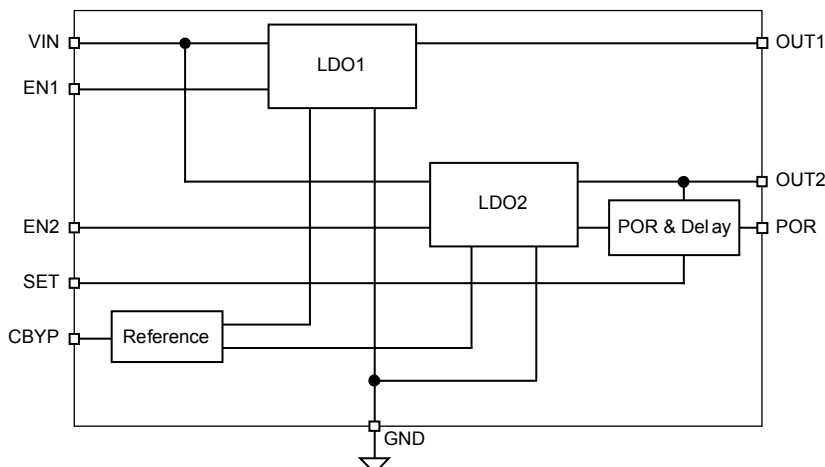 VIN
LDO1
OUT1
EN1
LDO2
OUT2
EN2
POR & Delay
POR
SET
CBYP
Reference
GND